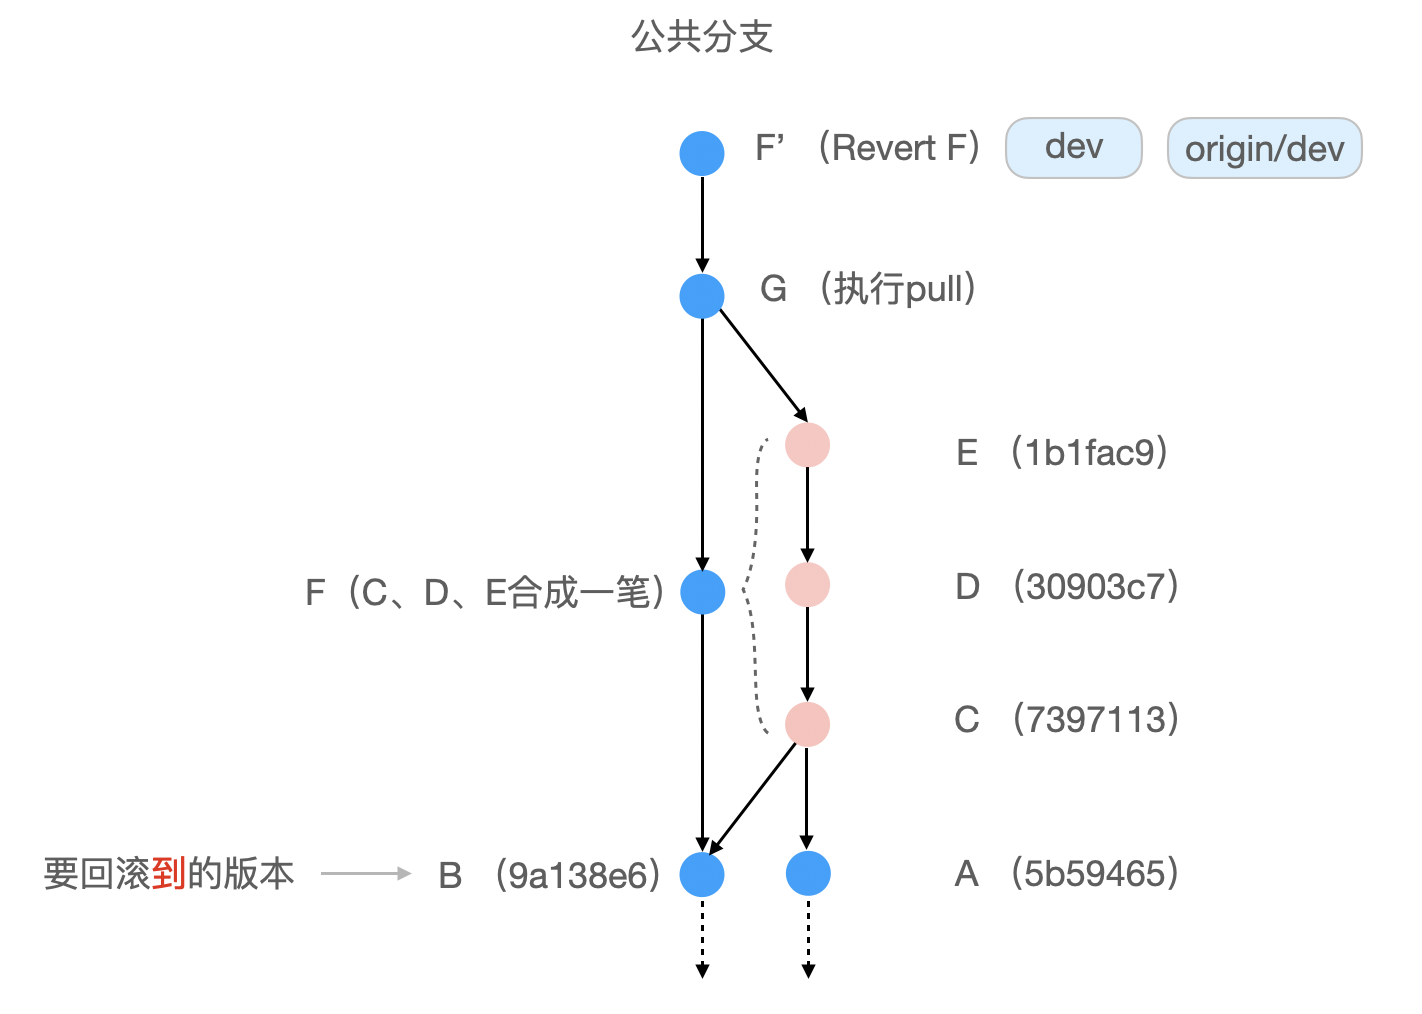 公共分支
F’ （Revert F） dev origin/dev
G （执行pull）
E （1b1fac9）
F（C、D、E合成一笔） D （30903c7）
C （7397113）
要回滚到的版本 B （9a138e6） A （5b59465）